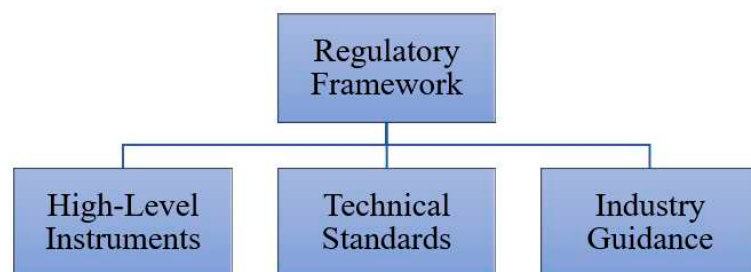 Regulatory
Framework
High-Level
Instruments
Technical
Standards
Industry
Guidance